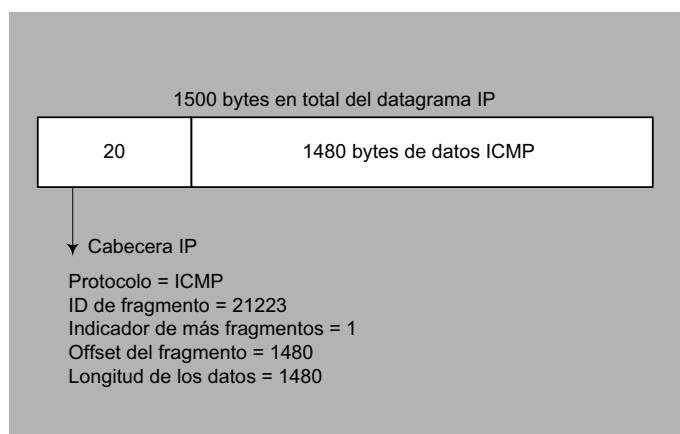 1500 bytes en total del datagrama IP
20
1480 bytes de datos ICMP
Cabecera IP
Protocolo = ICMP
ID de fragmento = 21223
Indicador de más fragmentos = 1
Offset del fragmento = 1480
Longitud de los datos = 1480